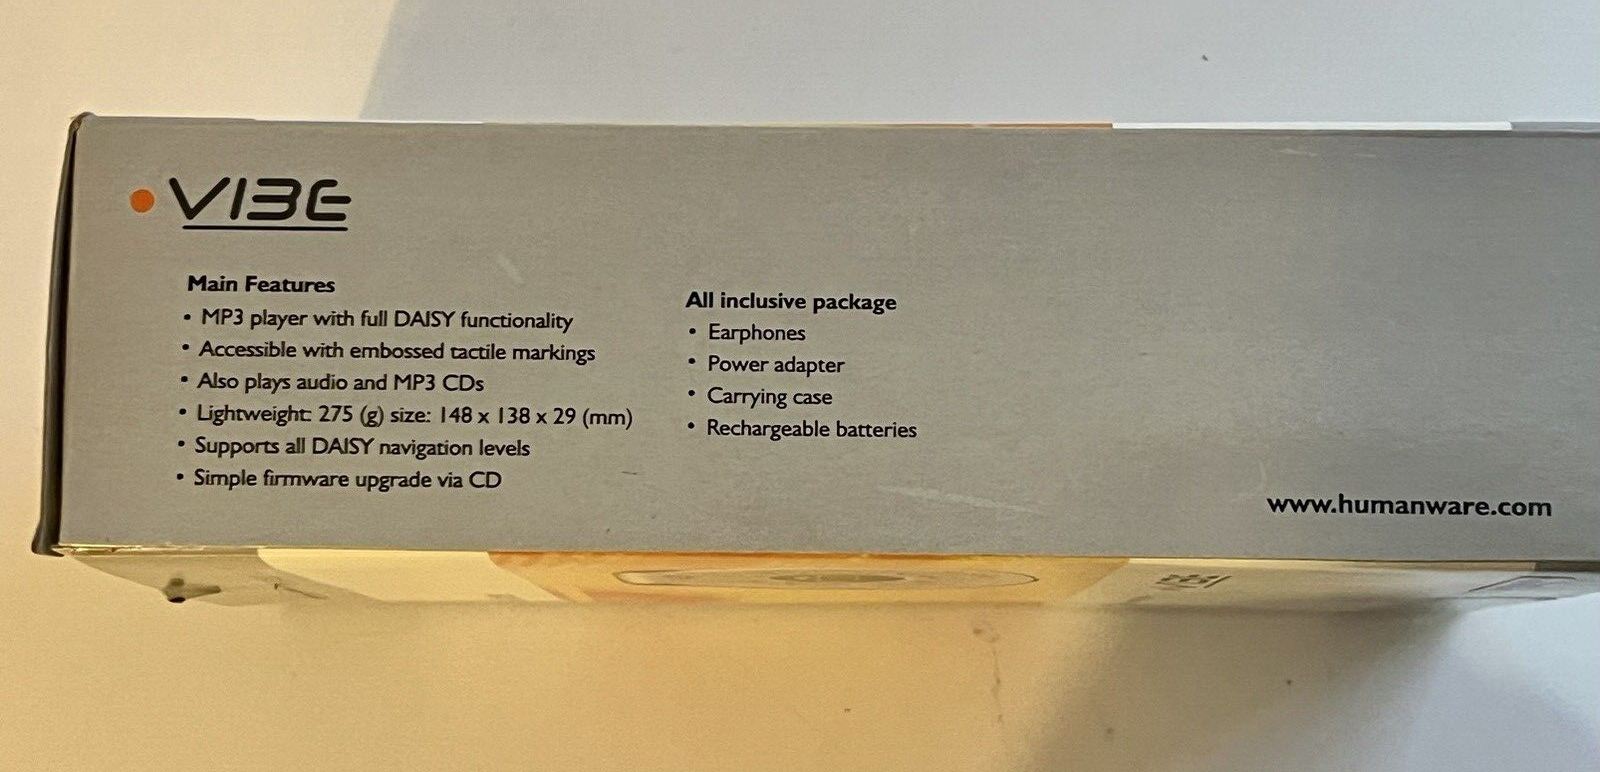 VIBE
Main Features
• MP3 player with full DAISY functionality
• Accessible with embossed tactile markings
• Also plays audio and MP3 CDs
• Lightweight: 275 (g) size: 148 x 138 x 29 (mm)
• Supports all DAISY navigation levels
• Simple firmware upgrade via CD
All inclusive package
• Earphones
• Power adapter
• Carrying case
• Rechargeable batteries
www.humanware.com